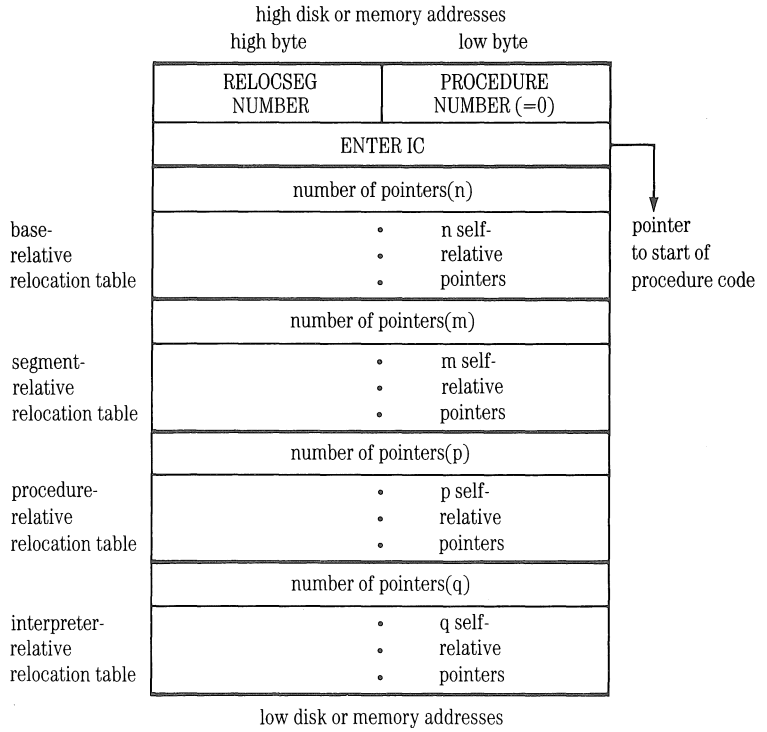 high disk or memory addresses
high byte low byte
RELOCSEG PROCEDURE
NUMBER NUMBER (=0)
ENTER IC
number of pointers(n)
base- n self- pointer
relative relative to start of
relocation table pointers procedure code
number of pointers(m)
segment- m self-
relative relative
relocation table pointers
number of pointers(p)
procedure- p self-
relative relative
relocation table pointers
number of pointers(q)
interpreter- q self-
relative relative
relocation table pointers
low disk or memory addresses